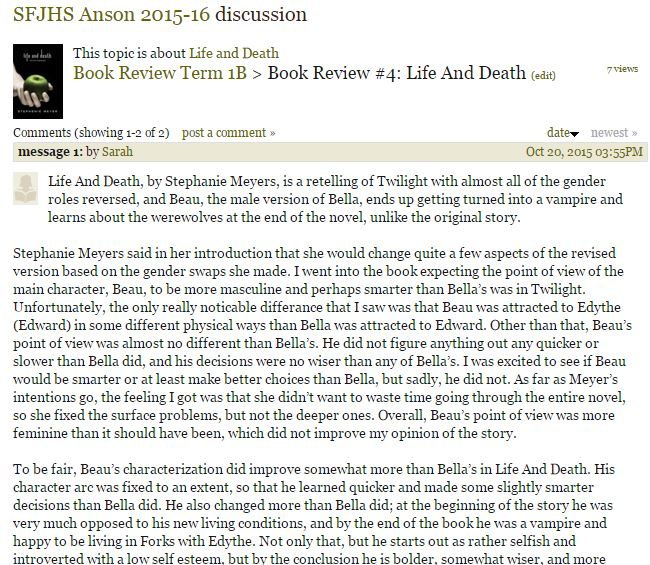 SFJHS Anson 2015-16 discussion
life and death
STEPHENIE MEYER
This topic is about Life and Death
Book Review Term 1B > Book Review #4: Life And Death (edit)
7 views
Comments (showing 1-2 of 2) post a comment »
date newest »
message 1: by Sarah
Oct 20, 2015 03:55PM
Life And Death, by Stephanie Meyers, is a retelling of Twilight with almost all of the gender
roles reversed, and Beau, the male version of Bella, ends up getting turned into a vampire and
learns about the werewolves at the end of the novel, unlike the original story.
Stephanie Meyers said in her introduction that she would change quite a few aspects of the revised
version based on the gender swaps she made. I went into the book expecting the point of view of the
main character, Beau, to be more masculine and perhaps smarter than Bella's was in Twilight.
Unfortunately, the only really noticable differance that I saw was that Beau was attracted to Edythe
(Edward) in some different physical ways than Bella was attracted to Edward. Other than that, Beau's
point of view was almost no different than Bella's. He did not figure anything out any quicker or
slower than Bella did, and his decisions were no wiser than any of Bella's. I was excited to see if Beau
would be smarter or at least make better choices than Bella, but sadly, he did not. As far as Meyer's
intentions go, the feeling I got was that she didn't want to waste time going through the entire novel,
so she fixed the surface problems, but not the deeper ones. Overall, Beau's point of view was more
feminine than it should have been, which did not improve my opinion of the story.
To be fair, Beau's characterization did improve somewhat more than Bella's in Life And Death. His
character arc was fixed to an extent, so that he learned quicker and made some slightly smarter
decisions than Bella did. He also changed more than Bella did; at the beginning of the story he was
very much opposed to his new living conditions, and by the end of the book he was a vampire and
happy to be living in Forks with Edythe. Not only that, but he starts out as rather selfish and
introverted with a low self esteem, but by the conclusion he is bolder, somewhat wiser, and more